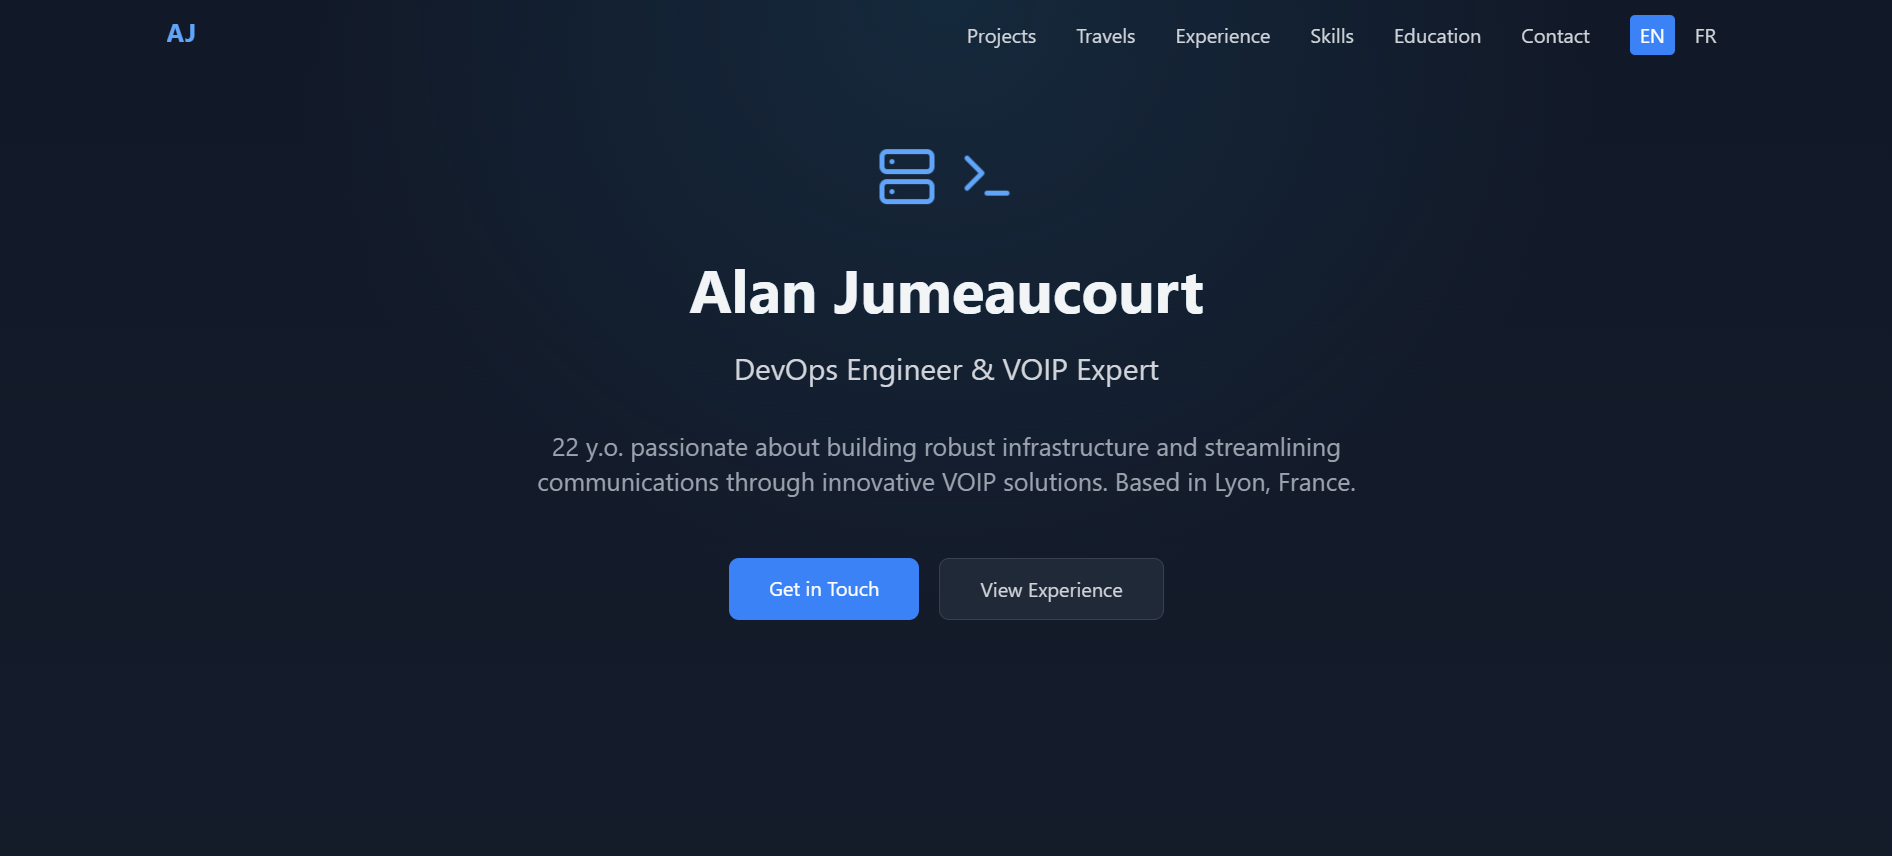 AJ
Projects Travels Experience Skills Education Contact EN FR
Alan Jumeaucourt
DevOps Engineer & VOIP Expert
22 y.o. passionate about building robust infrastructure and streamlining
communications through innovative VOIP solutions. Based in Lyon, France.
Get in Touch View Experience